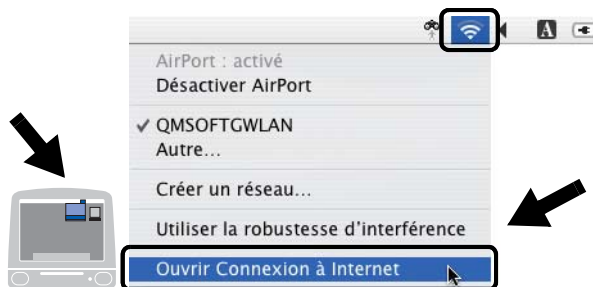 A
AirPort : activé
Désactiver AirPort
✓ QMSOFTGWLAN
Autre...
Créer un réseau...
Utiliser la robustesse d'interférence
Ouvrir Connexion à Internet